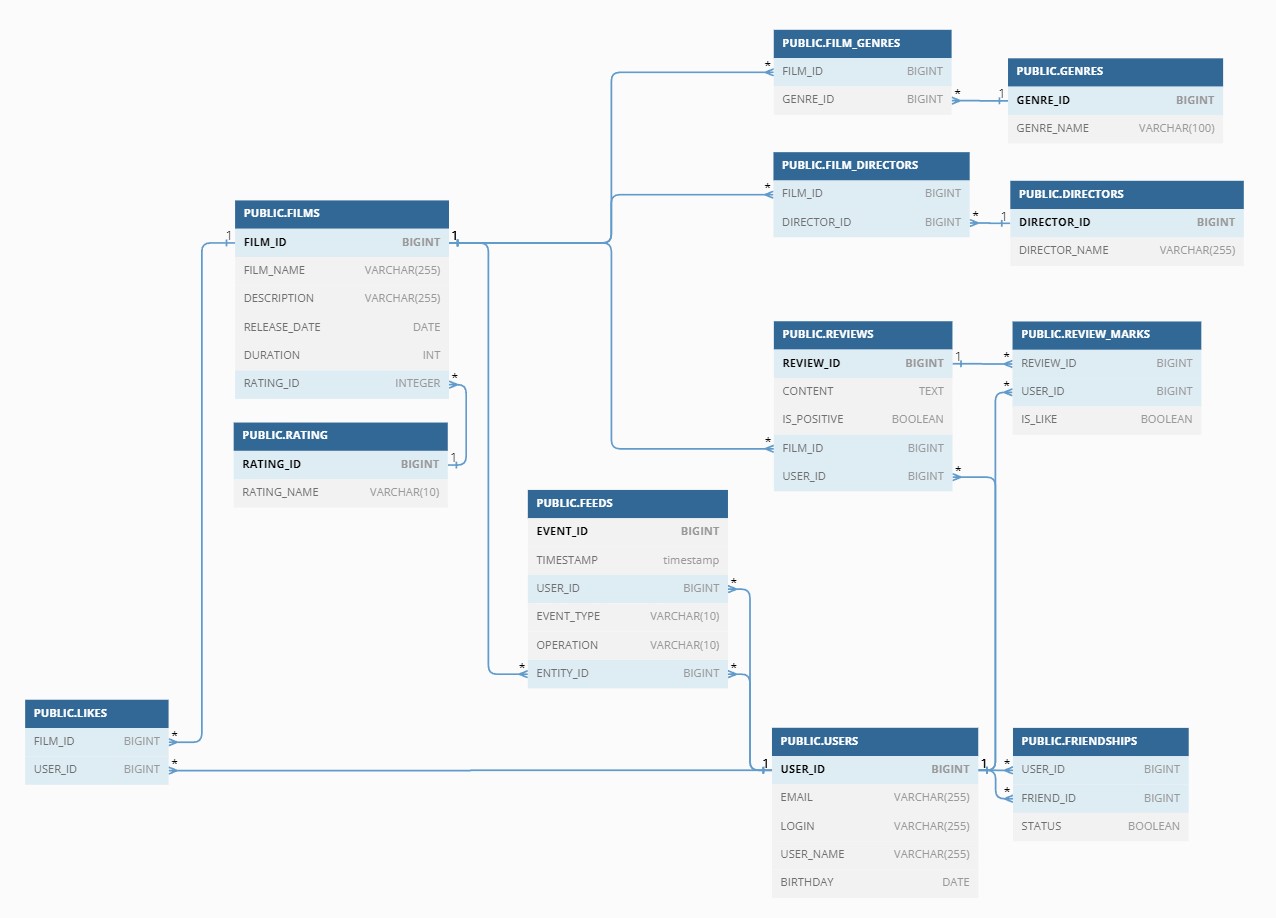 PUBLIC.FILM_GENRES
* FILM_ID BIGINT
GENRE_ID BIGINT *
PUBLIC.GENRES
1 GENRE_ID BIGINT
GENRE_NAME VARCHAR(100)
PUBLIC.FILM_DIRECTORS
* FILM_ID BIGINT
DIRECTOR_ID BIGINT *
PUBLIC.DIRECTORS
1 DIRECTOR_ID BIGINT
DIRECTOR_NAME VARCHAR(255)
PUBLIC.FILMS
1 FILM_ID BIGINT 1
FILM_NAME VARCHAR(255)
DESCRIPTION VARCHAR(255)
RELEASE_DATE DATE
DURATION INT
RATING_ID INTEGER *
PUBLIC.RATING
RATING_ID BIGINT 1
RATING_NAME VARCHAR(10)
PUBLIC.REVIEWS
REVIEW_ID BIGINT 1
CONTENT TEXT
IS_POSITIVE BOOLEAN
* FILM_ID BIGINT
USER_ID BIGINT *
PUBLIC.REVIEW_MARKS
* REVIEW_ID BIGINT
* USER_ID BIGINT
IS_LIKE BOOLEAN
PUBLIC.FEEDS
EVENT_ID BIGINT
TIMESTAMP timestamp
USER_ID BIGINT *
EVENT_TYPE VARCHAR(10)
OPERATION VARCHAR(10)
* ENTITY_ID BIGINT *
PUBLIC.LIKES
FILM_ID BIGINT *
USER_ID BIGINT *
PUBLIC.USERS
1 USER_ID BIGINT 1
EMAIL VARCHAR(255)
LOGIN VARCHAR(255)
USER_NAME VARCHAR(255)
BIRTHDAY DATE
PUBLIC.FRIENDSHIPS
* USER_ID BIGINT
* FRIEND_ID BIGINT
STATUS BOOLEAN